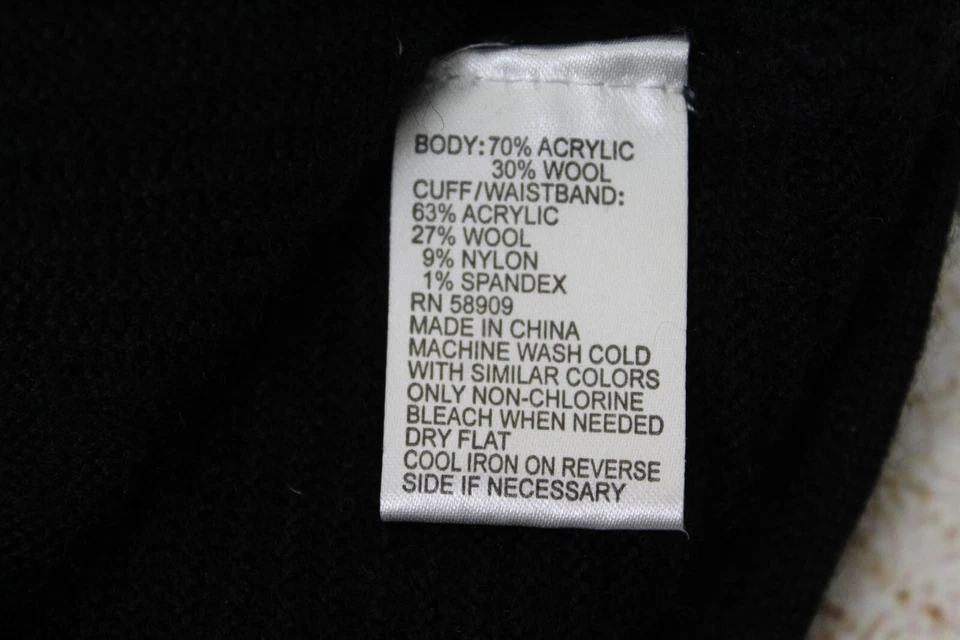 BODY: 70% ACRYLIC
30% WOOL
CUFF/WAISTBAND:
63% ACRYLIC
27% WOOL
9% NYLON
1% SPANDEX
RN 58909
MADE IN CHINA
MACHINE WASH COLD
WITH SIMILAR COLORS
ONLY NON-CHLORINE
BLEACH WHEN NEEDED
DRY FLAT
COOL IRON ON REVERSE
SIDE IF NECESSARY